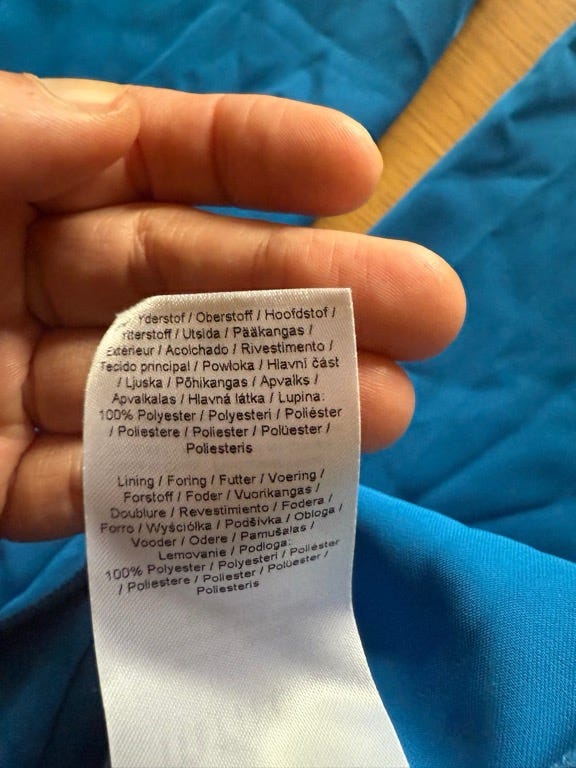 / Oberstoff / Hoofdstof /
/ Utsida / Pääkangas /
Extérieur / Acolchado / Rivestimento /
Tecido principal / Powłoka / Hlavní část
/ Ljuska / Põhikangas / Apvalks /
Apvalkalas / Hlavná látka / Lupina:
100% Polyester / Polyesteri / Poliéster
/ Poliestere / Poliester / Polüester /
Poliesteris
Lining / Foring / Futter / Voering /
Forstoff / Foder / Vuorikangas /
Doublure / Revestimiento / Fodera /
Forro / Wyściółka / Podšívka / Obloga /
Vooder / Odere / Pamušalas /
Lemovanie / Podloga:
100% Polyester / Polyesteri / Poliéster
/ Poliestere / Poliester / Polüester /
Poliesteris